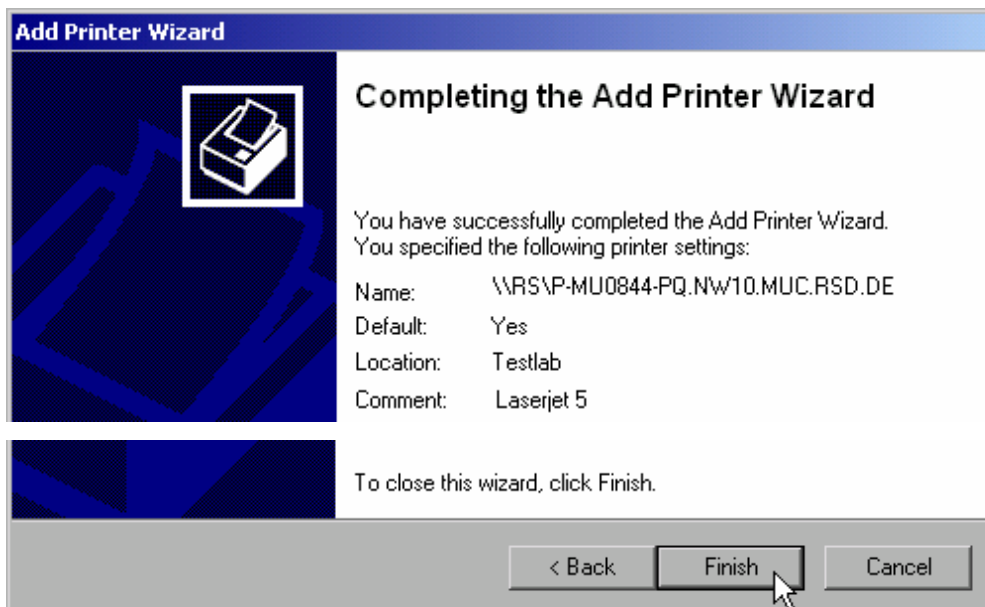 Add Printer Wizard
Completing the Add Printer Wizard
You have successfully completed the Add Printer Wizard.
You specified the following printer settings:
Name: \\RS\P-MU0844-PQ.NW10.MUC.RSD.DE
Default: Yes
Location: Testlab
Comment: Laserjet 5
To close this wizard, click Finish.
< Back Finish Cancel